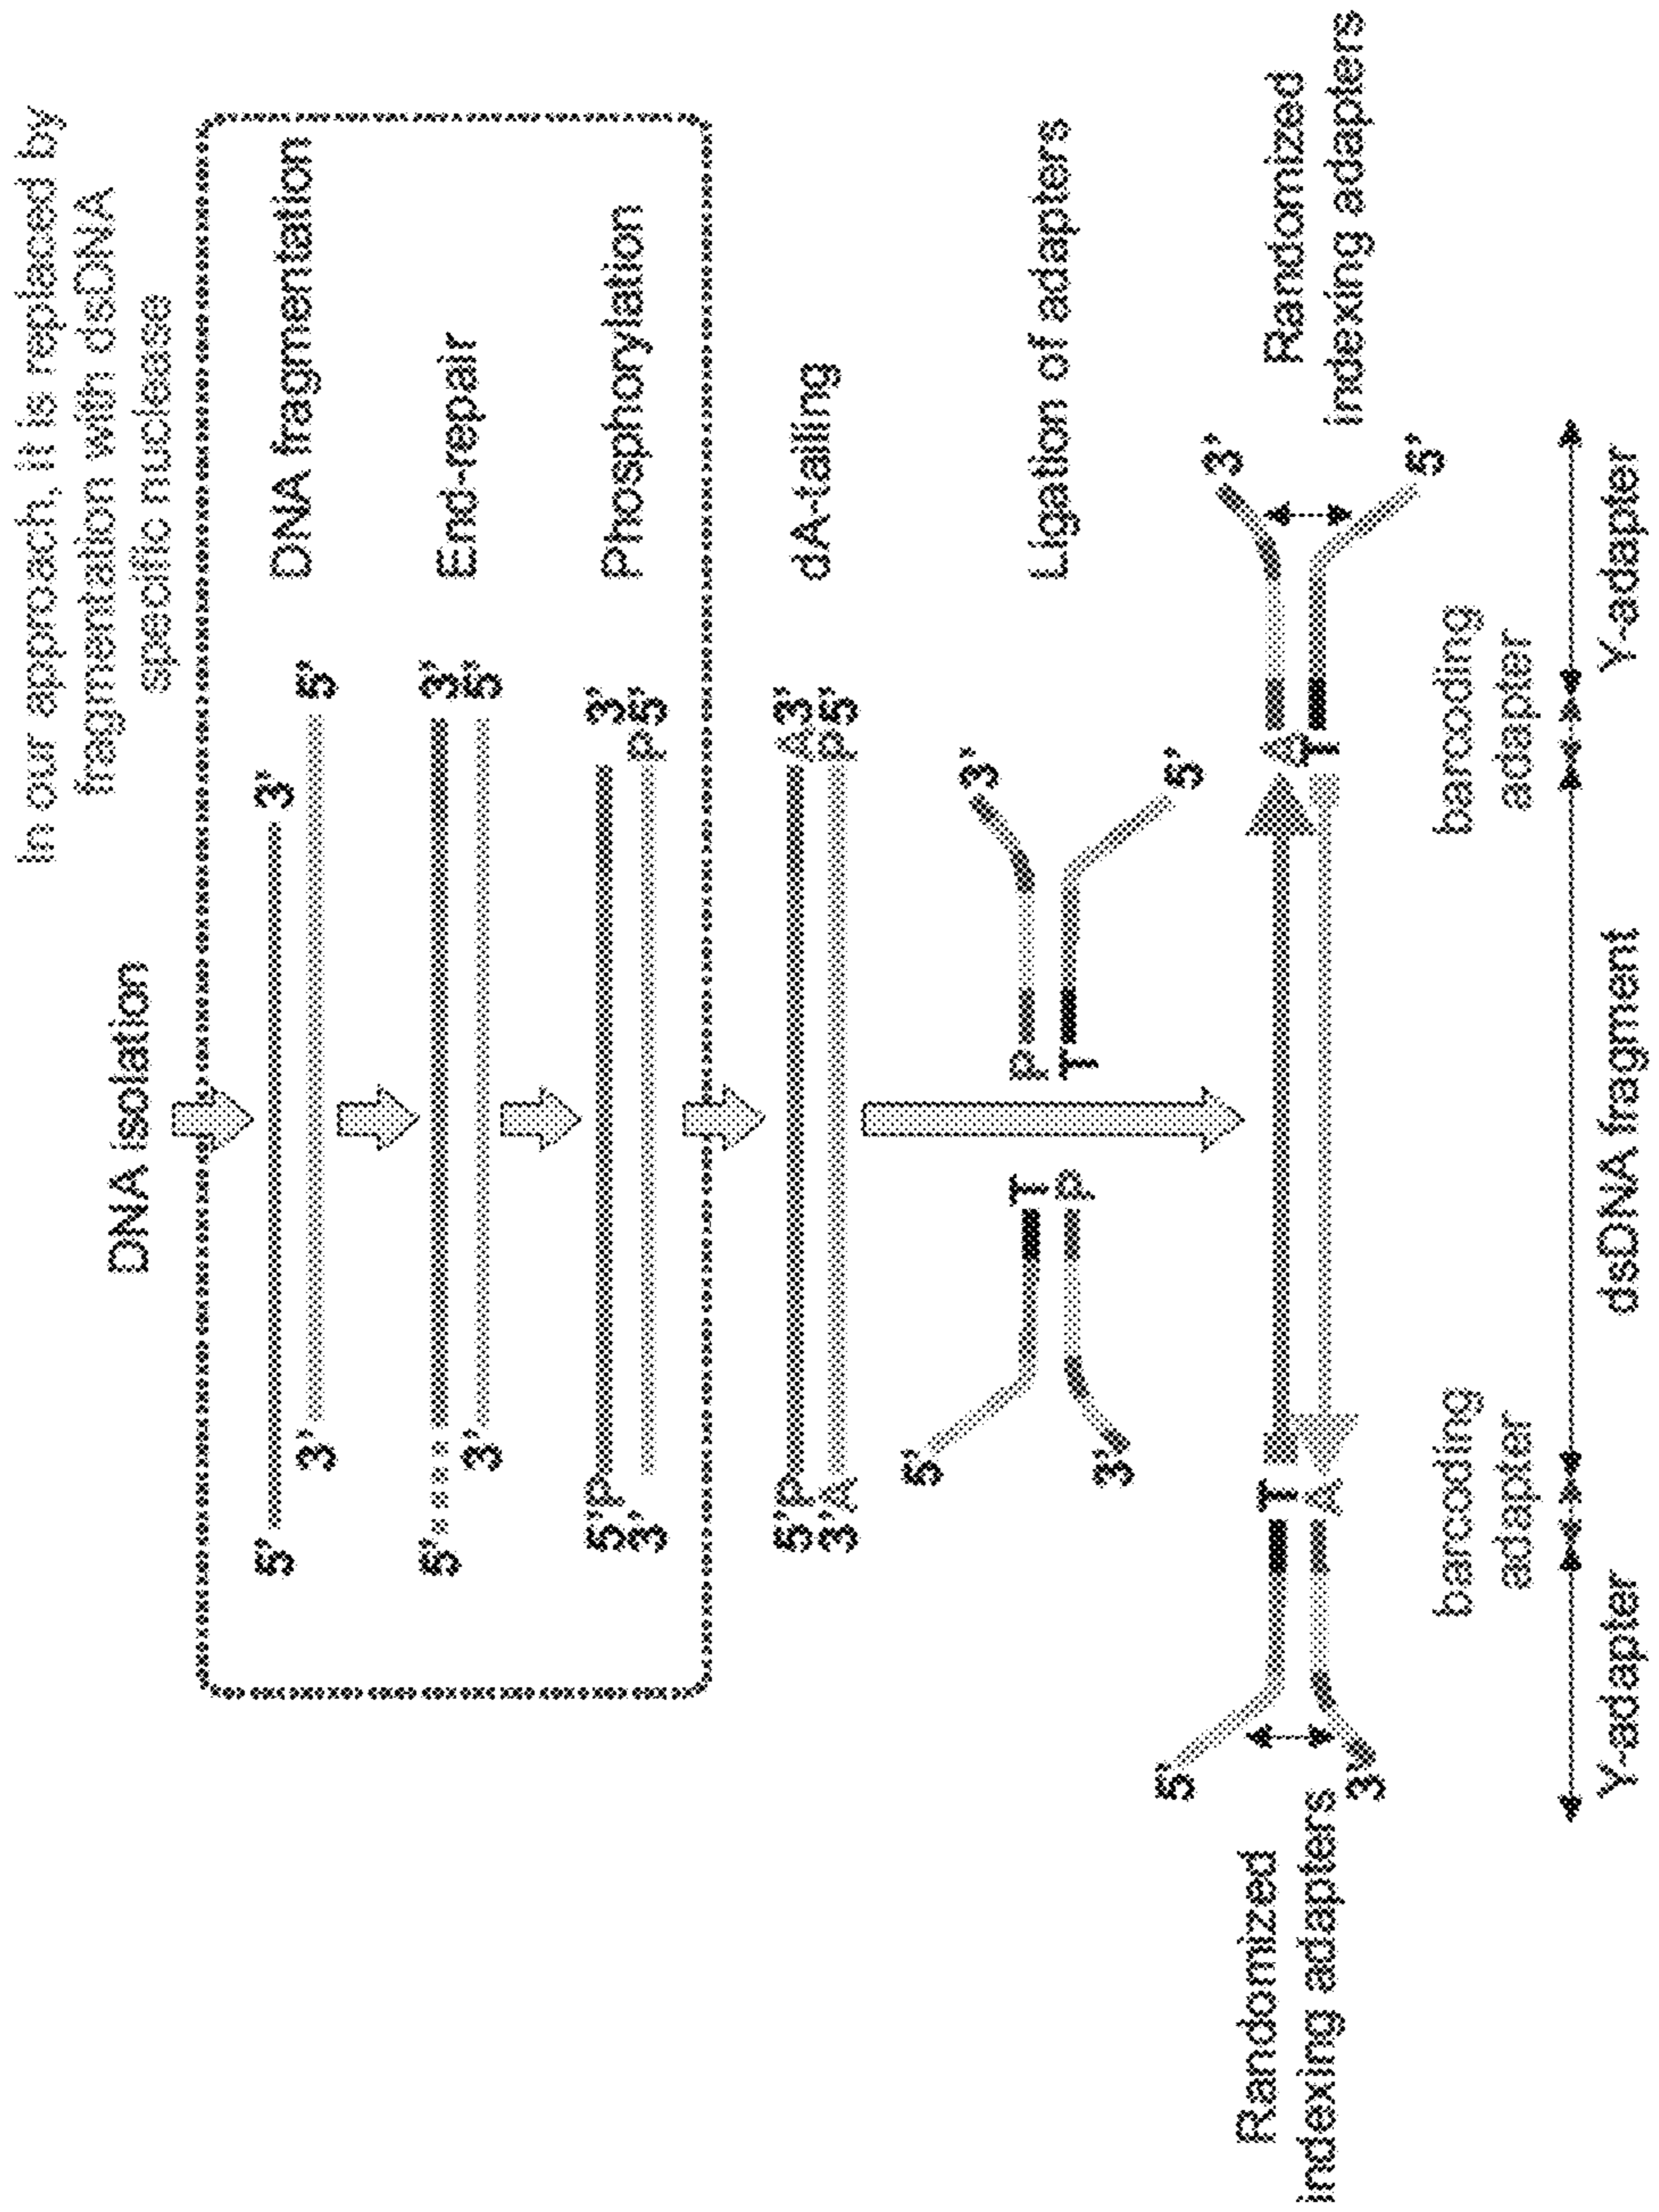 In our approach, it is replaced by
fragmentation with dsDNA
specific nuclease
DNA isolation
5' 3'
3' 5'
DNA fragmentation
5' 3'
3' 5'
End-repair
5'P 3'
3' P5'
Phosphorylation
5'P A3'
3'A P5'
dA-tailing
5' T P 3'
3' P T 5'
Ligation of adapters
5' T A 3'
3' A T 5'
Randomized
indexing adapters
Randomized
indexing adapters
barcoding
adapter
barcoding
adapter
Y-adapter dsDNA fragment Y-adapter